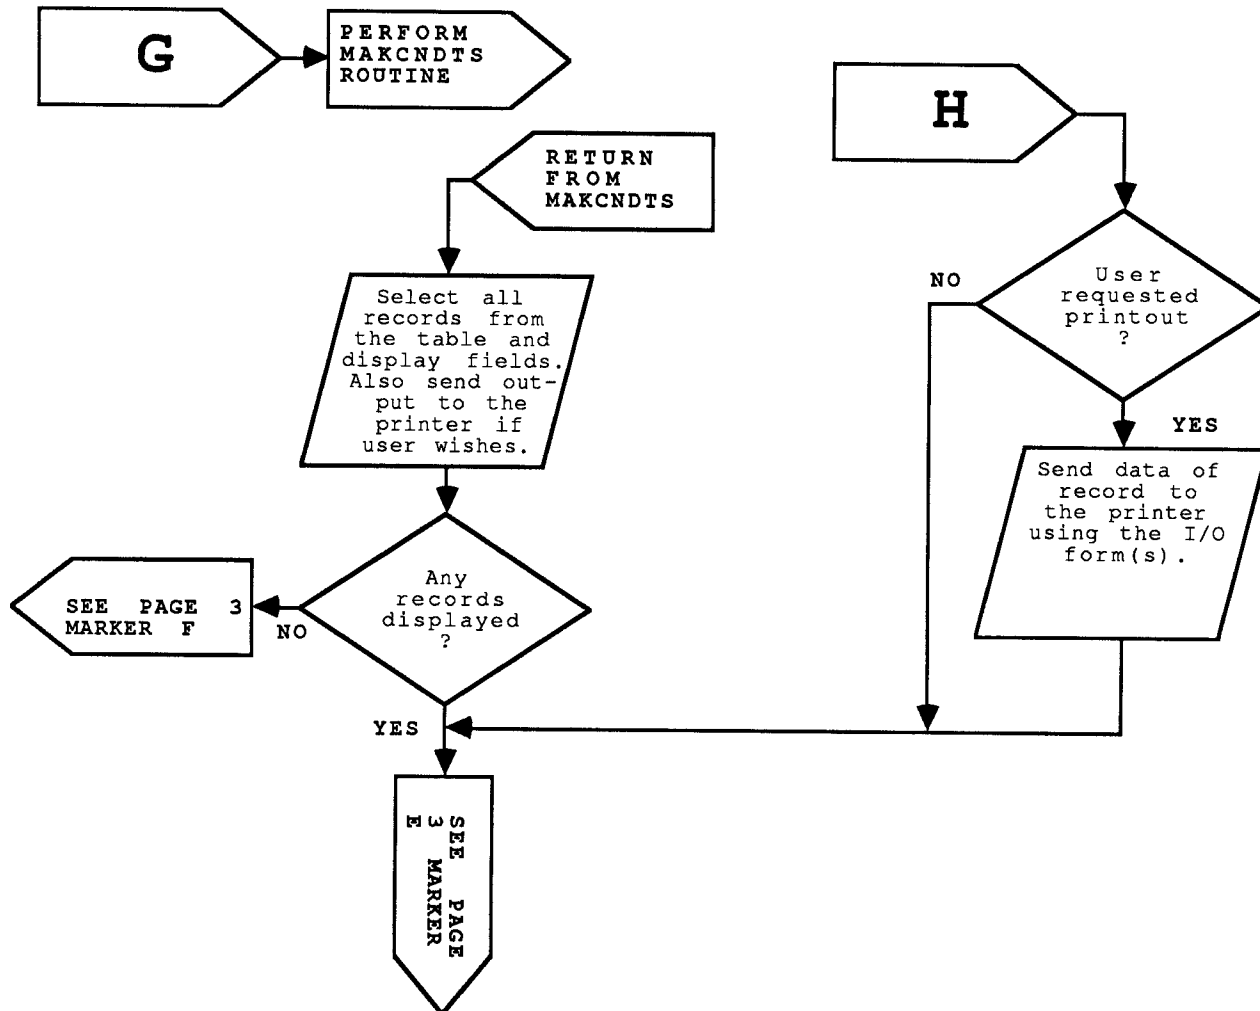 G
PERFORM
MAKCNDTS
ROUTINE
RETURN
FROM
MAKCNDTS
Select all
records from
the table and
display fields.
Also send out-
put to the
printer if
user wishes.
Any
records
displayed
?
NO
SEE PAGE 3
MARKER F
YES
SEE PAGE
3 MARKER
E
H
User
requested
printout
?
NO
YES
Send data of
record to
the printer
using the I/O
form(s).